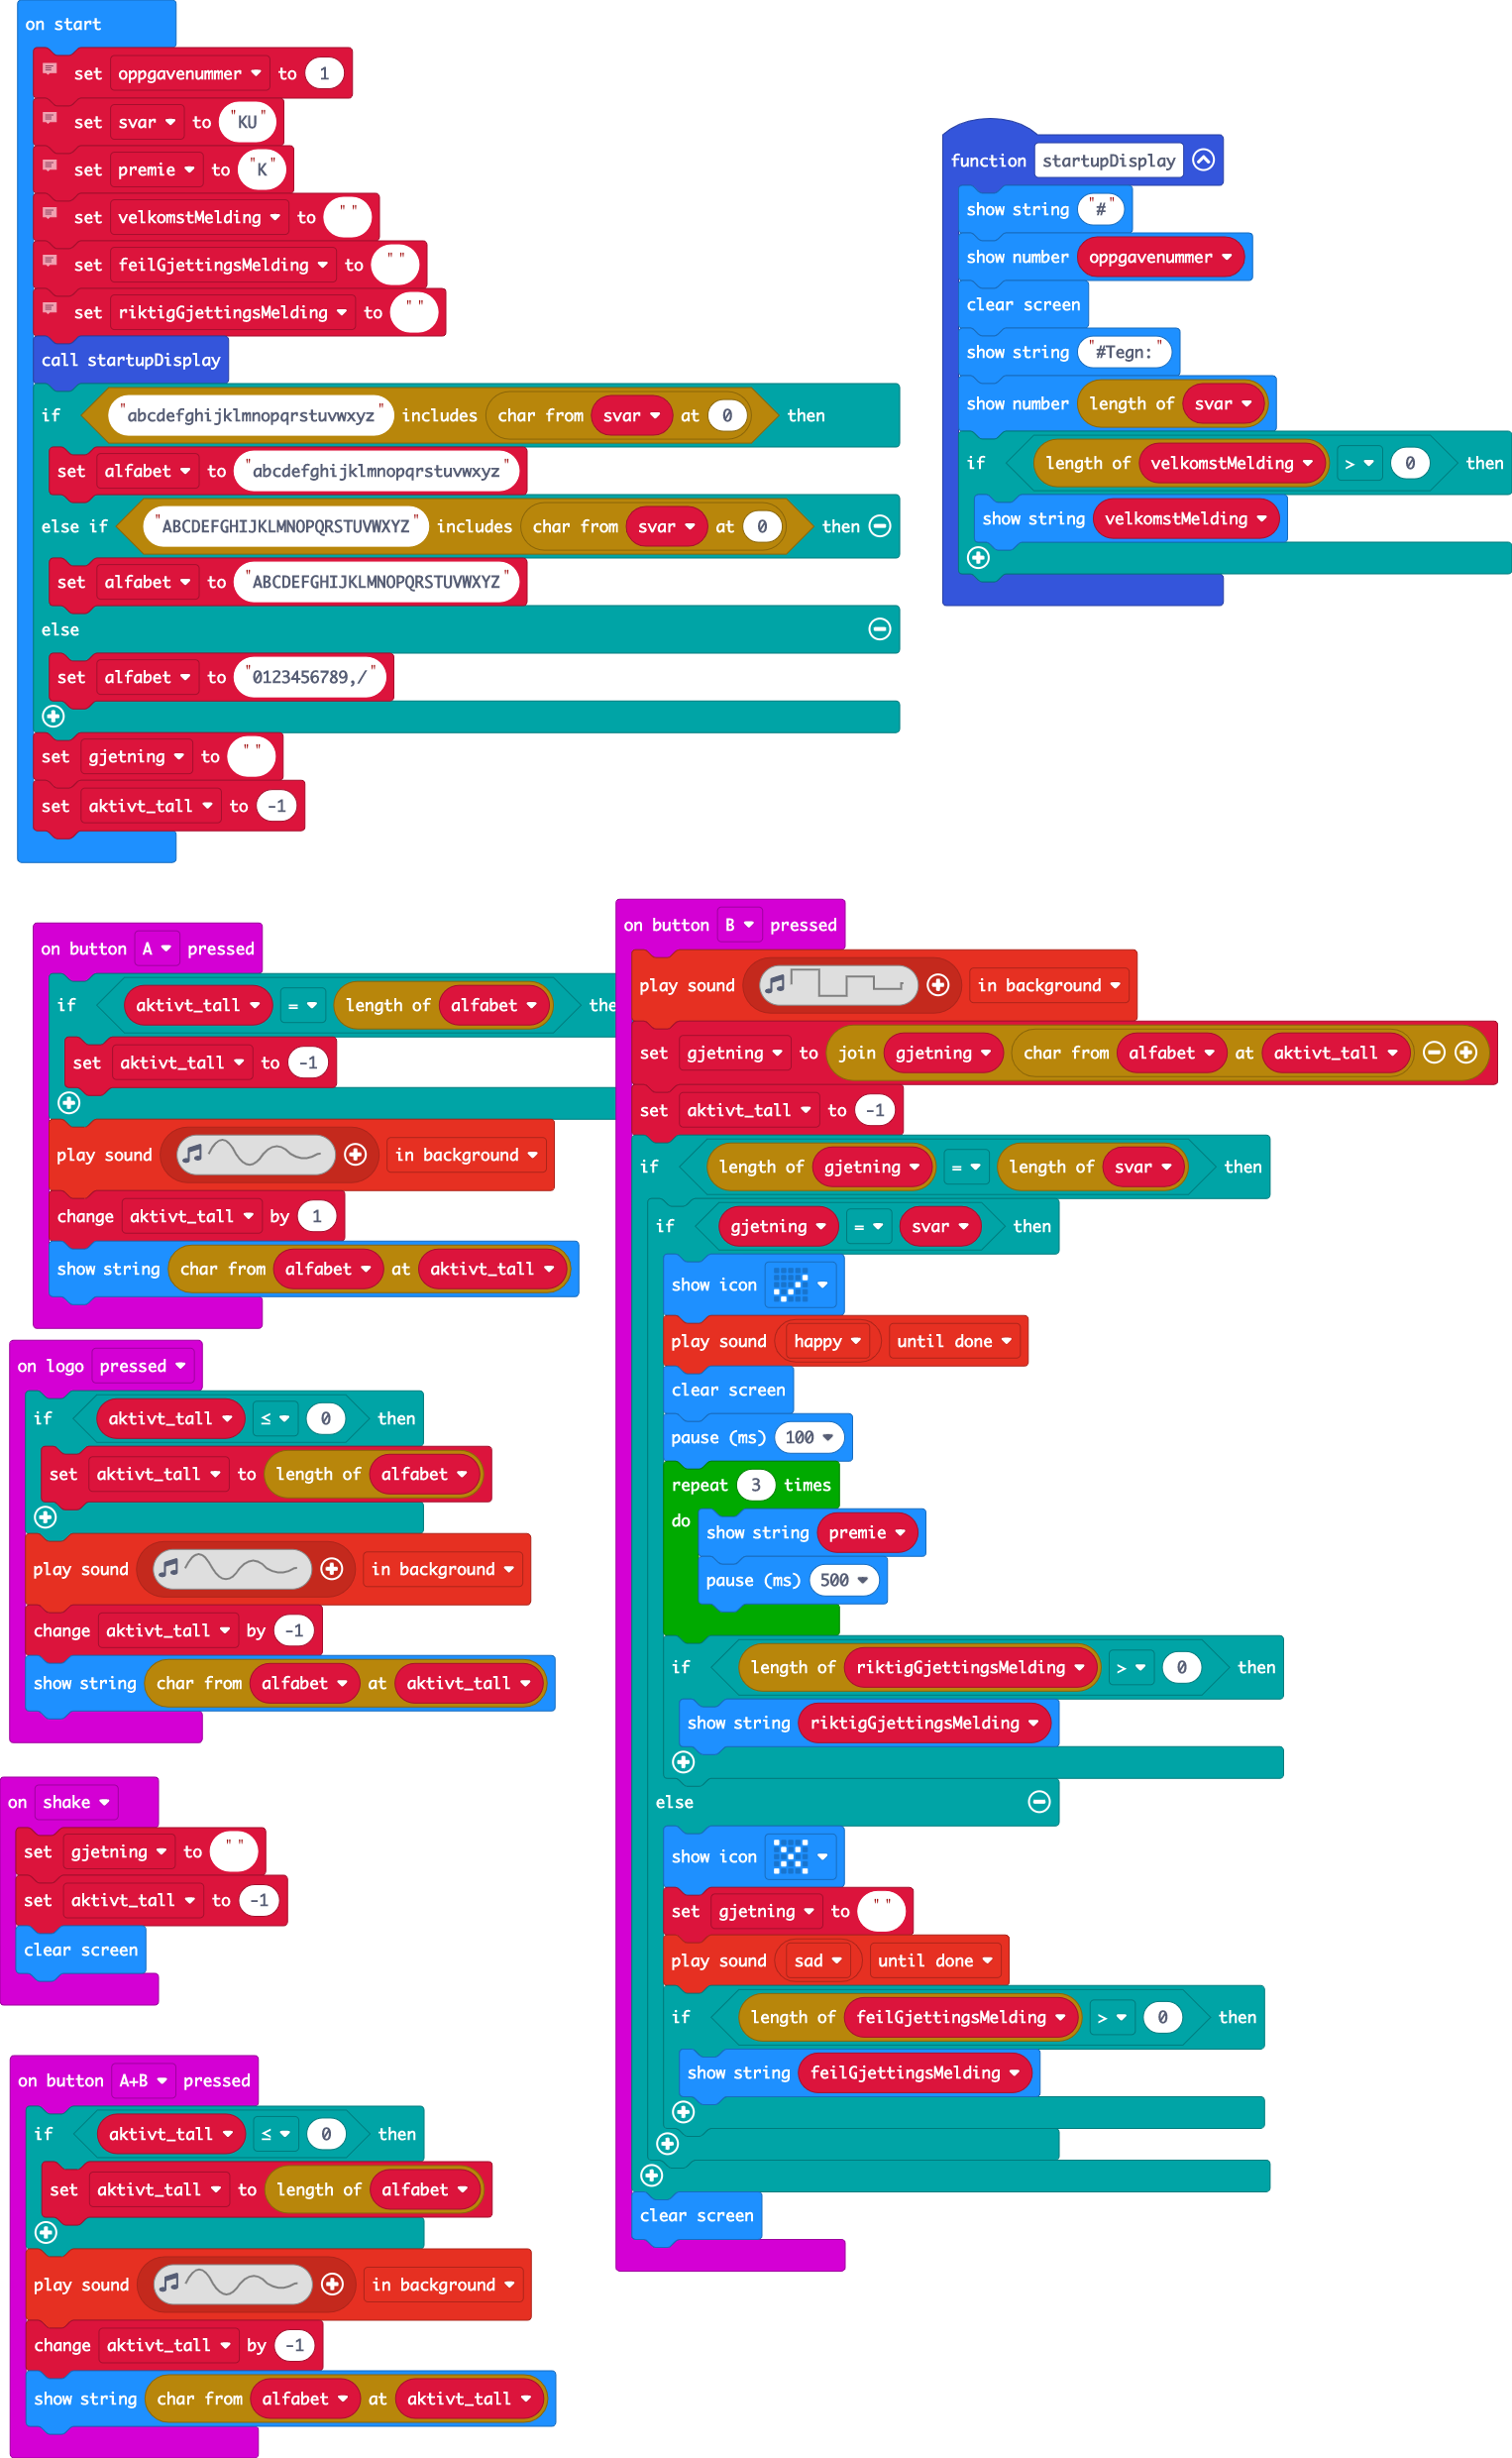 on start
set oppgavenummer to 1
set svar to "KU"
set premie to "K"
set velkomstMelding to " "
set feilGjettingsMelding to " "
set riktigGjettingsMelding to " "
call startupDisplay
if "abcdefghijklmnopqrstuvwxyz" includes char from svar at 0 then
set alfabet to "abcdefghijklmnopqrstuvwxyz"
else if "ABCDEFGHIJKLMNOPQRSTUVWXYZ" includes char from svar at 0 then
set alfabet to "ABCDEFGHIJKLMNOPQRSTUVWXYZ"
else
set alfabet to "0123456789,/"
set gjetning to " "
set aktivt_tall to -1
function startupDisplay
show string "#"
show number oppgavenummer
clear screen
show string "#Tegn:"
show number length of svar
if length of velkomstMelding > 0 then
show string velkomstMelding
on button A pressed
if aktivt_tall = length of alfabet the
set aktivt_tall to -1
play sound in background
change aktivt_tall by 1
show string char from alfabet at aktivt_tall
on logo pressed
if aktivt_tall ≤ 0 then
set aktivt_tall to length of alfabet
play sound in background
change aktivt_tall by -1
show string char from alfabet at aktivt_tall
on shake
set gjetning to " "
set aktivt_tall to -1
clear screen
on button A+B pressed
if aktivt_tall ≤ 0 then
set aktivt_tall to length of alfabet
play sound in background
change aktivt_tall by -1
show string char from alfabet at aktivt_tall
on button B pressed
play sound in background
set gjetning to join gjetning char from alfabet at aktivt_tall
set aktivt_tall to -1
if length of gjetning = length of svar then
if gjetning = svar then
show icon
play sound happy until done
clear screen
pause (ms) 100
repeat 3 times
do show string premie
pause (ms) 500
if length of riktigGjettingsMelding > 0 then
show string riktigGjettingsMelding
else
show icon
set gjetning to " "
play sound sad until done
if length of feilGjettingsMelding > 0 then
show string feilGjettingsMelding
clear screen